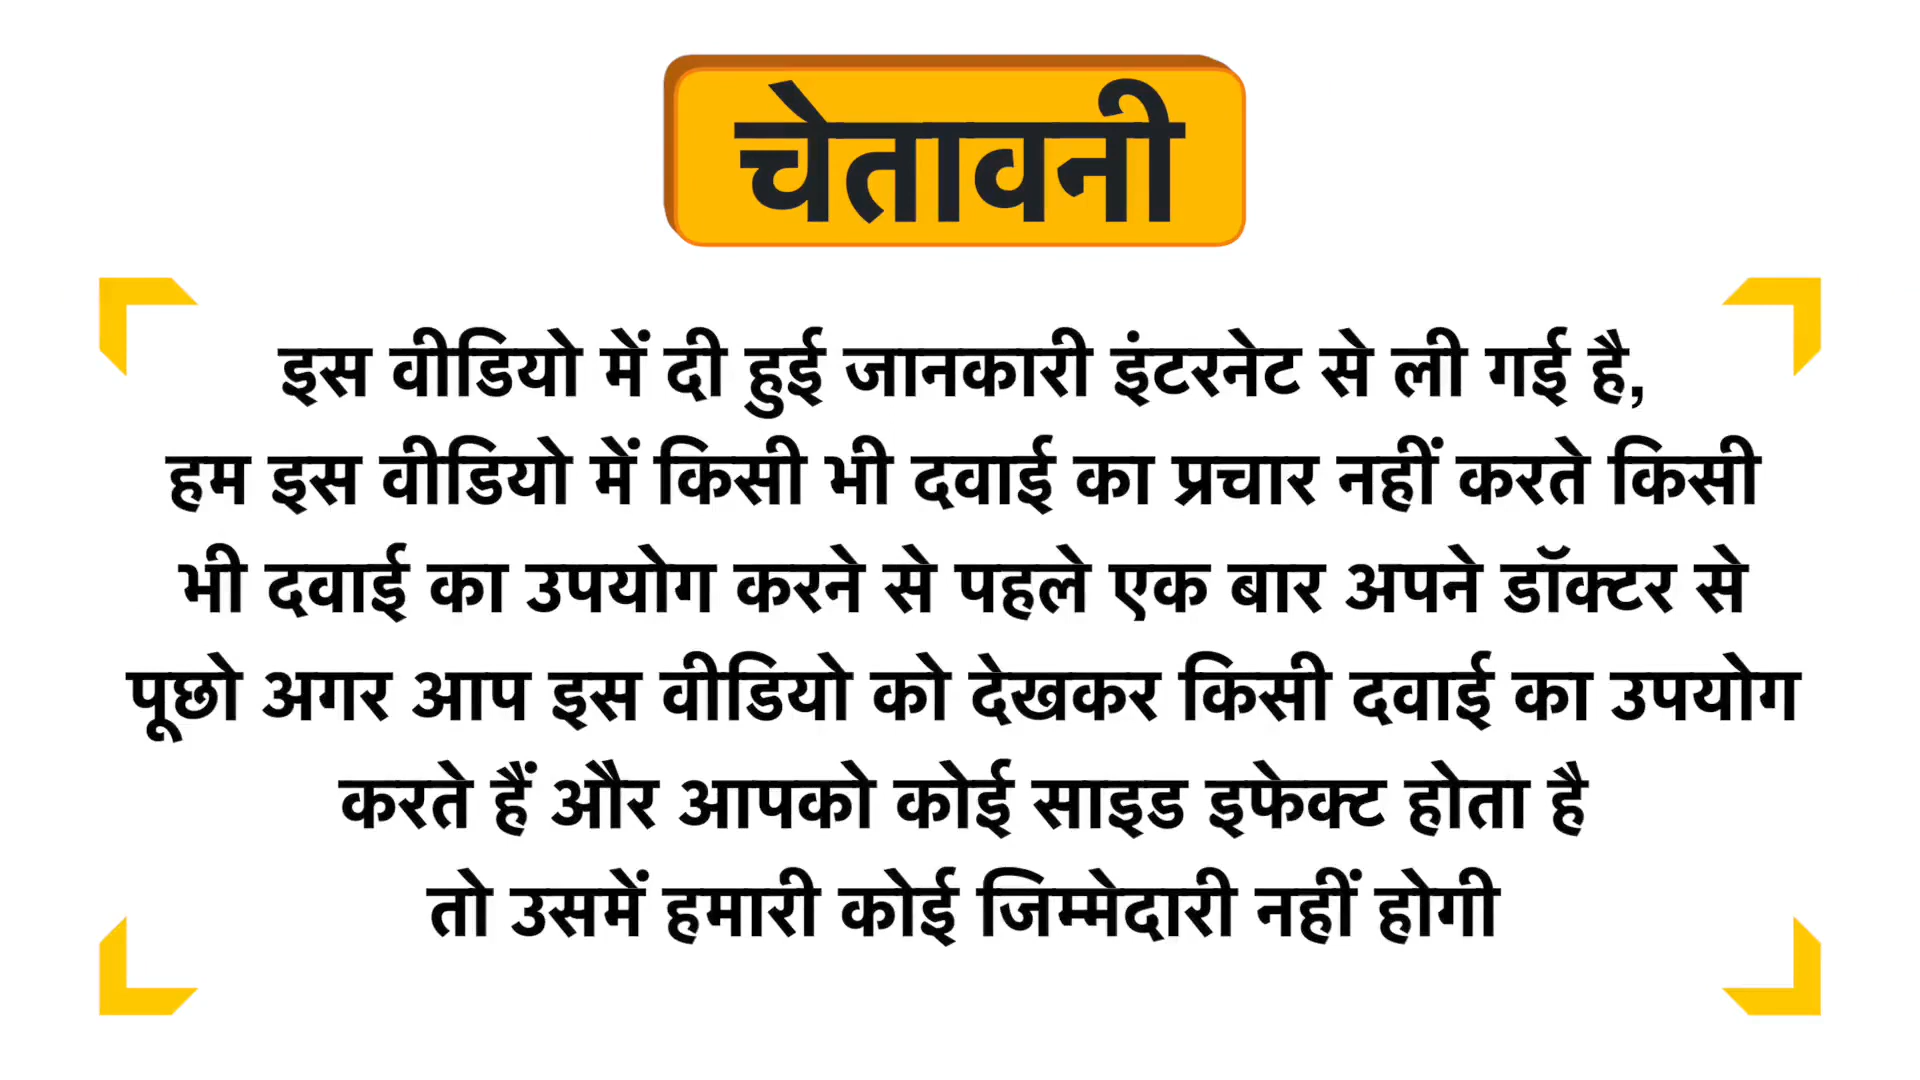 चेतावनी
इस वीडियो में दी हुई जानकारी इंटरनेट से ली गई है,
हम इस वीडियो में किसी भी दवाई का प्रचार नहीं करते किसी
भी दवाई का उपयोग करने से पहले एक बार अपने डॉक्टर से
पूछो अगर आप इस वीडियो को देखकर किसी दवाई का उपयोग
करते हैं और आपको कोई साइड इफेक्ट होता है
तो उसमें हमारी कोई जिम्मेदारी नहीं होगी